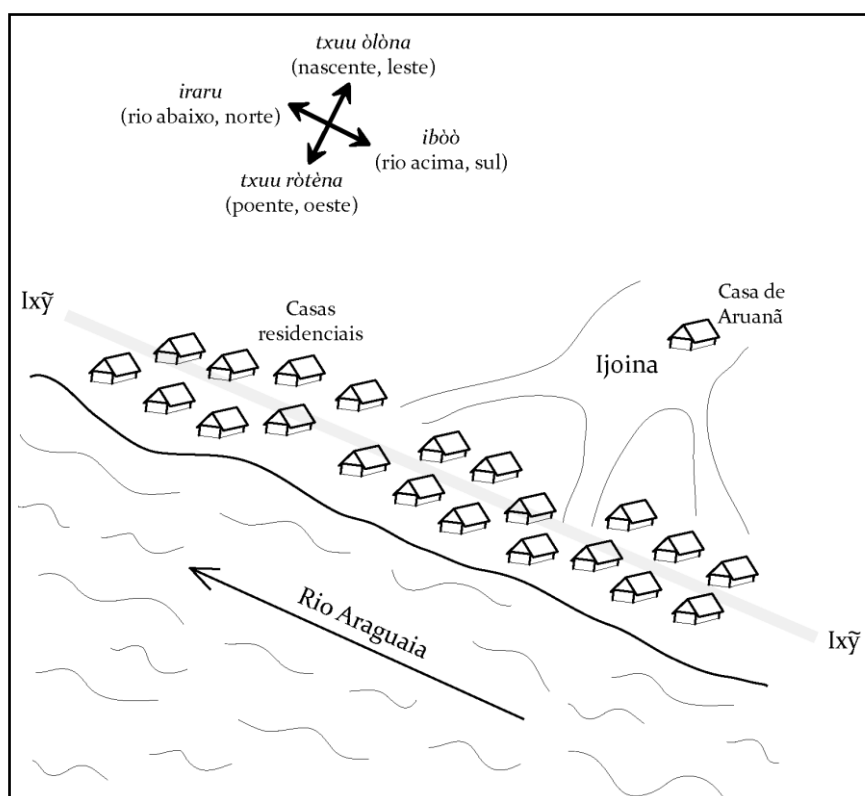 txuu òlòna
(nascente, leste)
iraru
(rio abaixo, norte)
ibòò
(rio acima, sul)
txuu ròtèna
(poente, oeste)
Ixỹ
Casas
residenciais
Casa de
Aruanã
Ijoina
Rio Araguaia
Ixỹ